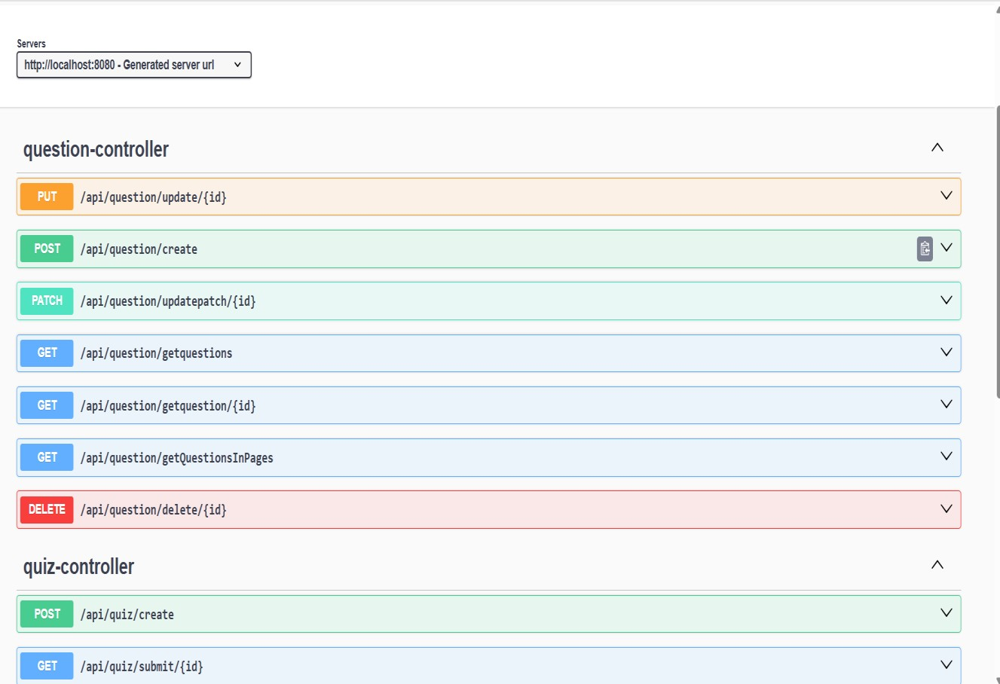 Servers
http://localhost:8080 - Generated server url
question-controller
PUT /api/question/update/{id}
POST /api/question/create
PATCH /api/question/updatepatch/{id}
GET /api/question/getquestions
GET /api/question/getquestion/{id}
GET /api/question/getQuestionsInPages
DELETE /api/question/delete/{id}
quiz-controller
POST /api/quiz/create
GET /api/quiz/submit/{id}